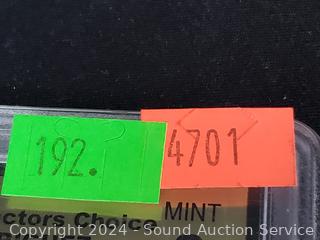 192.
4701
ctors Choice MINT
Copyright 2024 - Sound Auction Service